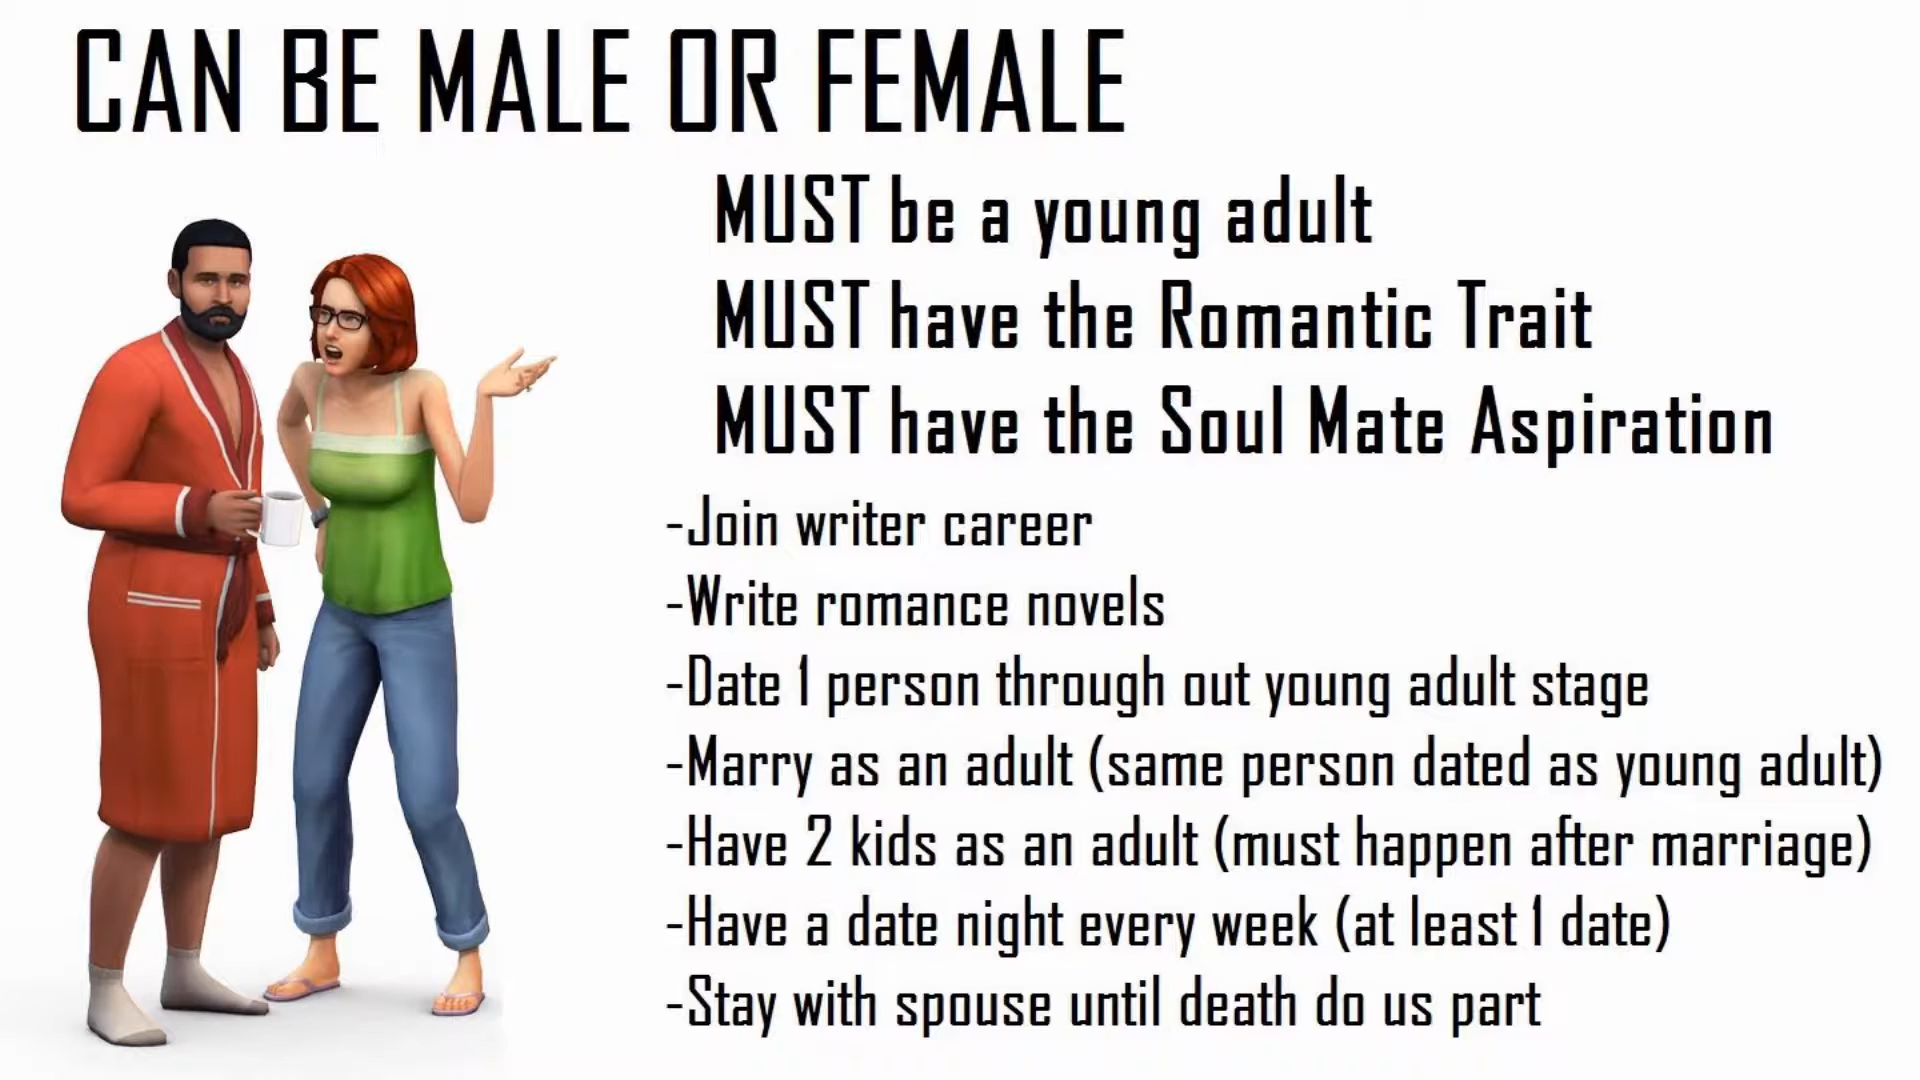 CAN BE MALE OR FEMALE
MUST be a young adult
MUST have the Romantic Trait
MUST have the Soul Mate Aspiration
-Join writer career
-Write romance novels
-Date 1 person through out young adult stage
-Marry as an adult (same person dated as young adult)
-Have 2 kids as an adult (must happen after marriage)
-Have a date night every week (at least 1 date)
-Stay with spouse until death do us part